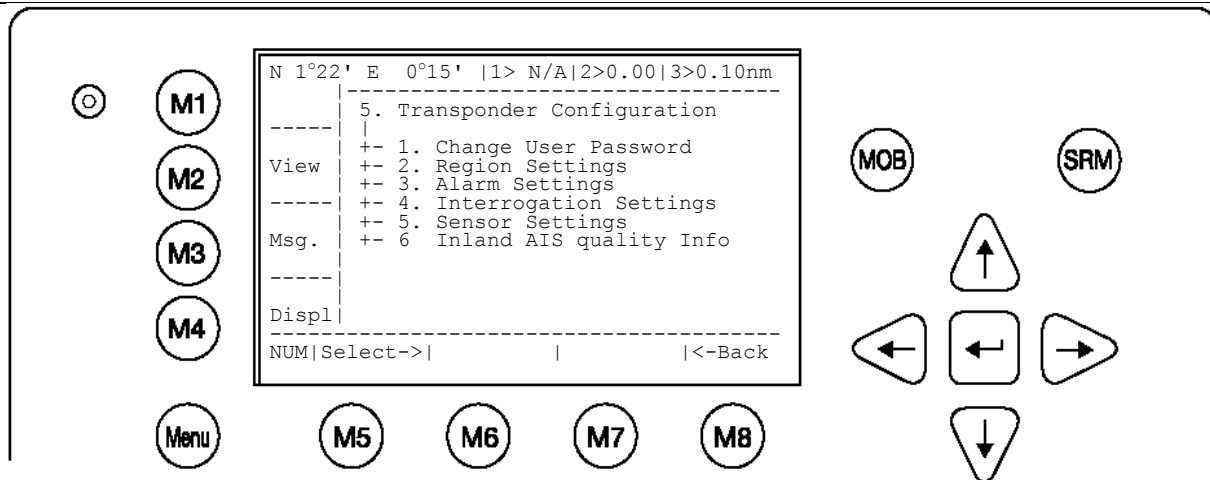 N 1°22' E 0°15' |1> N/A|2>0.00|3>0.10nm
M1
5. Transponder Configuration
+- 1. Change User Password
View
+- 2. Region Settings
M2
MOB
SRM
+- 3. Alarm Settings
+- 4. Interrogation Settings
+- 5. Sensor Settings
Msg.
+- 6 Inland AIS quality Info
M3
Displ
M4
NUM|Select->| | |<-Back
Menu
M5
M6
M7
M8